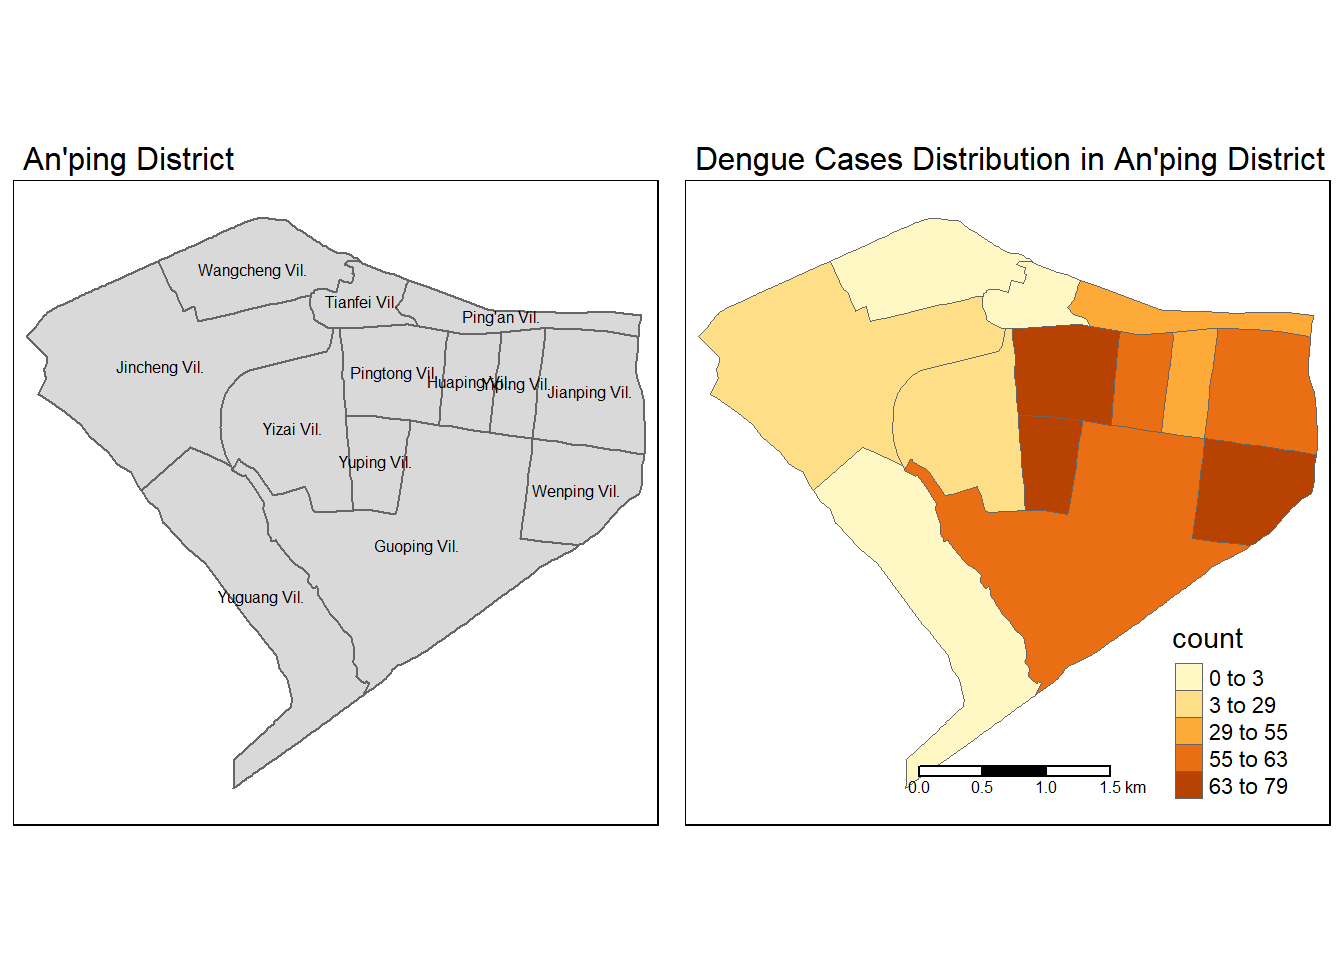 An'ping District
Wangcheng Vil.
Tianfei Vil.
Ping'an Vil.
Jincheng Vil.
Pingtong Vil.
Huaping Vil.
Yiping Vil.
Jianping Vil.
Yizai Vil.
Yuping Vil.
Wenping Vil.
Guoping Vil.
Yuguang Vil.
Dengue Cases Distribution in An'ping District
count
0 to 3
3 to 29
29 to 55
55 to 63
63 to 79
0.0 0.5 1.0 1.5 km